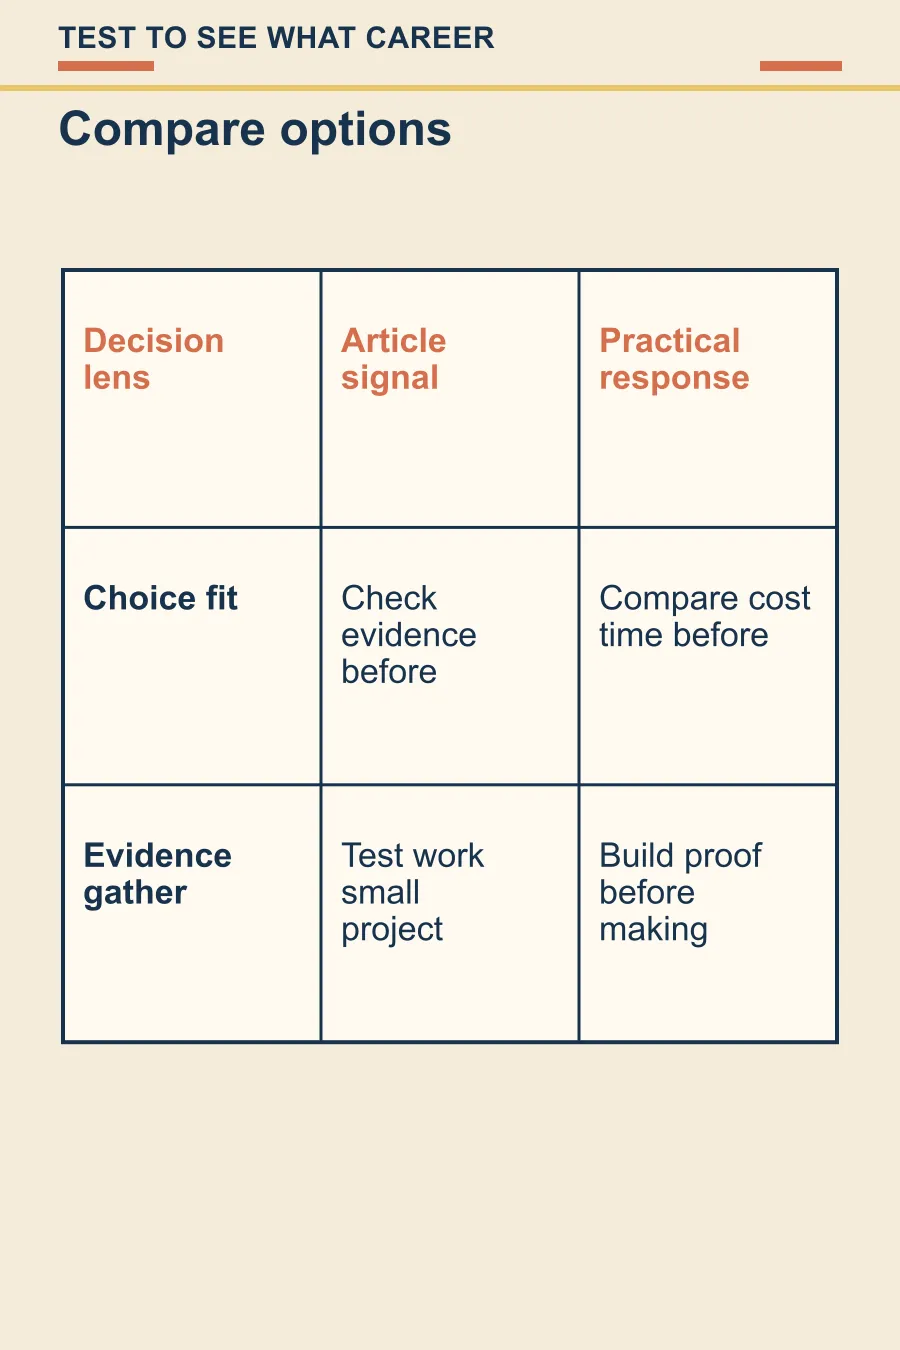 TEST TO SEE WHAT CAREER
Compare options
Decision
lens
Article
signal
Practical
response
Choice fit
Check
evidence
before
Compare cost
time before
Evidence
gather
Test work
small
project
Build proof
before
making